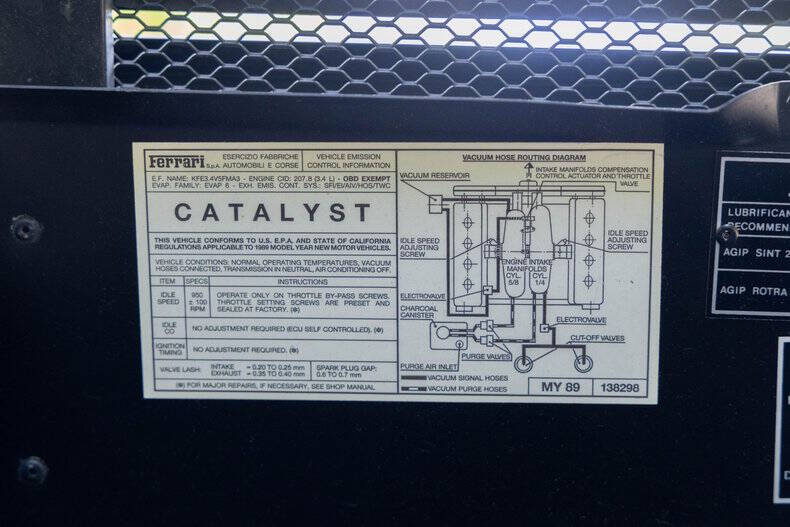 Ferrari S.p.A. ESERCIZIO FABBRICHE
AUTOMOBILI E CORSE
VEHICLE EMISSION
CONTROL INFORMATION
E.F. NAME: KFE3.4V5FMA3 - ENGINE CID: 207.8 (3.4 L) - OBD EXEMPT
EVAP. FAMILY: EVAP 6 - EXH. EMIS. CONT. SYS.: SFI/EI/AIV/HOS/TWC
CATALYST
THIS VEHICLE CONFORMS TO U.S. E.P.A. AND STATE OF CALIFORNIA
REGULATIONS APPLICABLE TO 1989 MODEL YEAR NEW MOTOR VEHICLES.
VEHICLE CONDITIONS: NORMAL OPERATING TEMPERATURES, VACUUM
HOSES CONNECTED, TRANSMISSION IN NEUTRAL, AIR CONDITIONING OFF.
ITEM SPECS INSTRUCTIONS
IDLE
SPEED
950
± 100
RPM
OPERATE ONLY ON THROTTLE BY-PASS SCREWS.
THROTTLE SETTING SCREWS ARE PRESET AND
SEALED AT FACTORY. (✽)
IDLE
CO
NO ADJUSTMENT REQUIRED (ECU SELF CONTROLLED). (✽)
IGNITION
TIMING
NO ADJUSTMENT REQUIRED. (✽)
VALVE LASH: INTAKE = 0.20 TO 0.25 mm
EXHAUST = 0.35 TO 0.40 mm
SPARK PLUG GAP:
0.6 TO 0.7 mm
(✽) FOR MAJOR REPAIRS, IF NECESSARY, SEE SHOP MANUAL
VACUUM HOSE ROUTING DIAGRAM
VACUUM RESERVOIR
INTAKE MANIFOLDS COMPENSATION
CONTROL, ACTUATOR AND THROTTLE
VALVE
IDLE SPEED
ADJUSTING
SCREW
IDLE SPEED
ADJUSTING
SCREW
ENGINE INTAKE
MANIFOLDS
CYL. CYL.
5/8 1/4
ELECTROVALVE
CHARCOAL
CANISTER
ELECTROVALVE
CUT-OFF VALVES
PURGE VALVES
PURGE AIR INLET
VACUUM SIGNAL HOSES
VACUUM PURGE HOSES
MY 89 138298
LUBRIFICAN
RECOMMEN
AGIP SINT 2
AGIP ROTRA